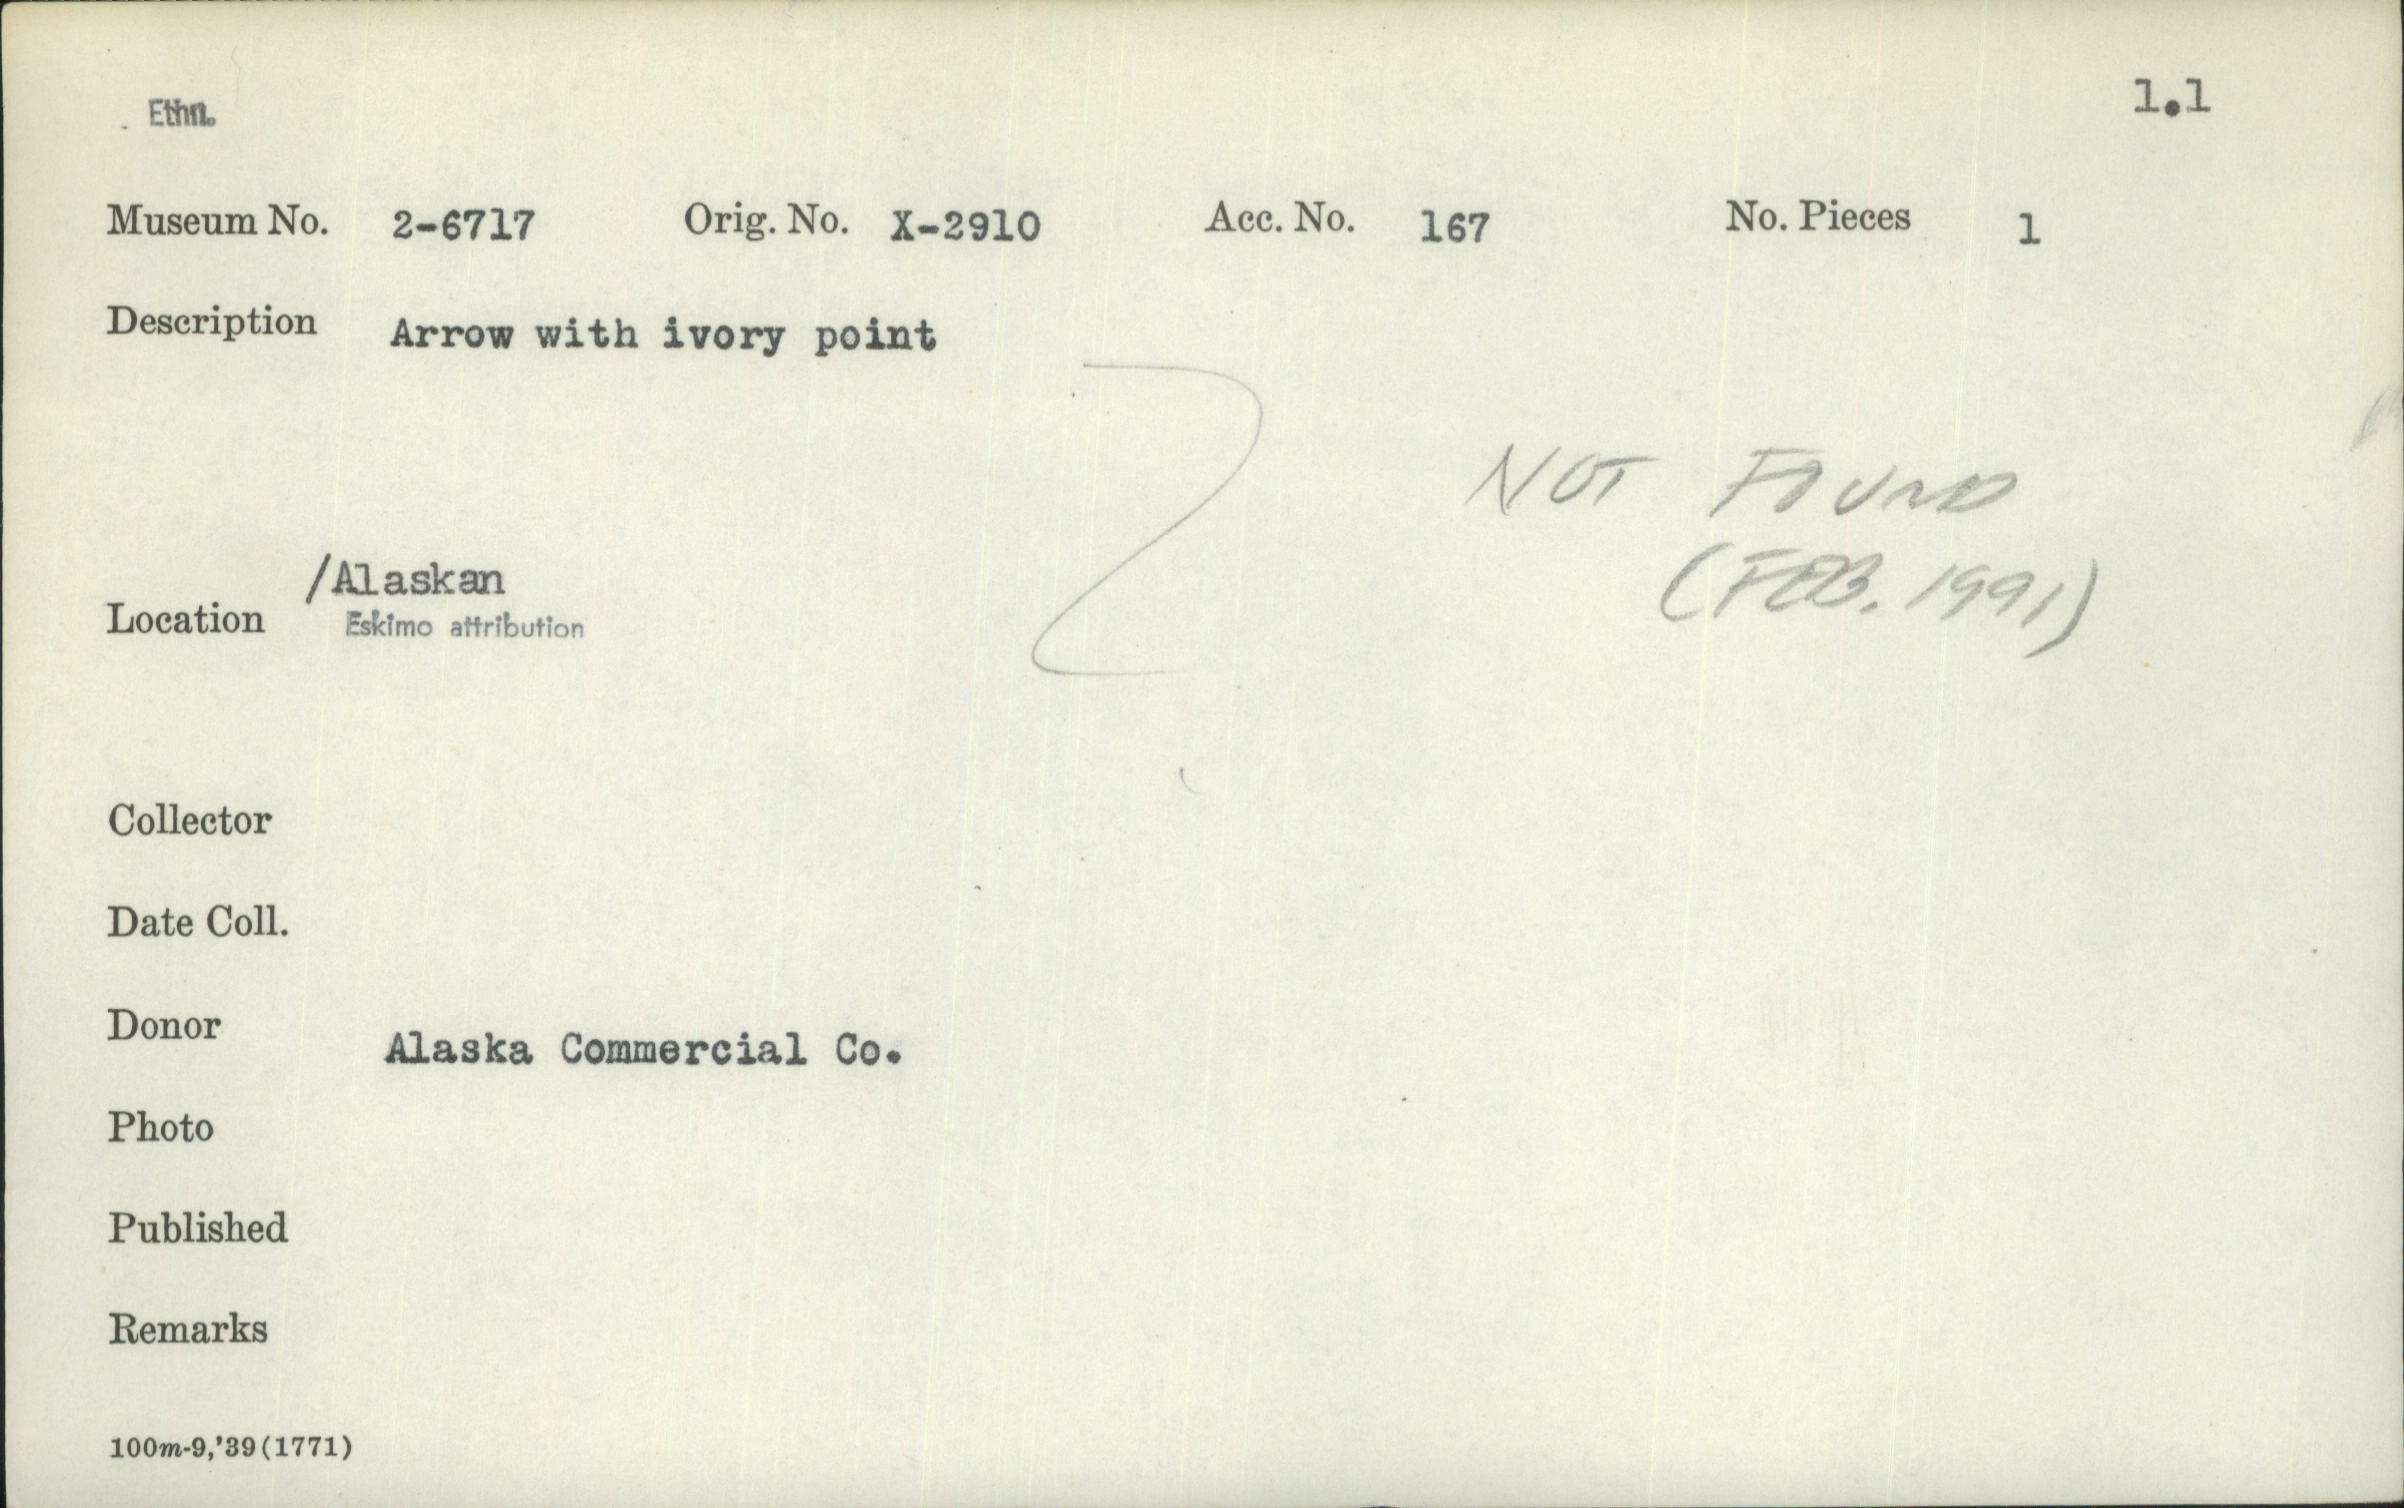 Ethn.
1.1
Museum No. 2-6717 Orig. No. X-2910 Acc. No. 167 No. Pieces 1
Description Arrow with ivory point
NOT FOUND
(FEB. 1991)
/Alaskan
Location Eskimo attribution
Collector
Date Coll.
Donor Alaska Commercial Co.
Photo
Published
Remarks
100m-9,'39(1771)